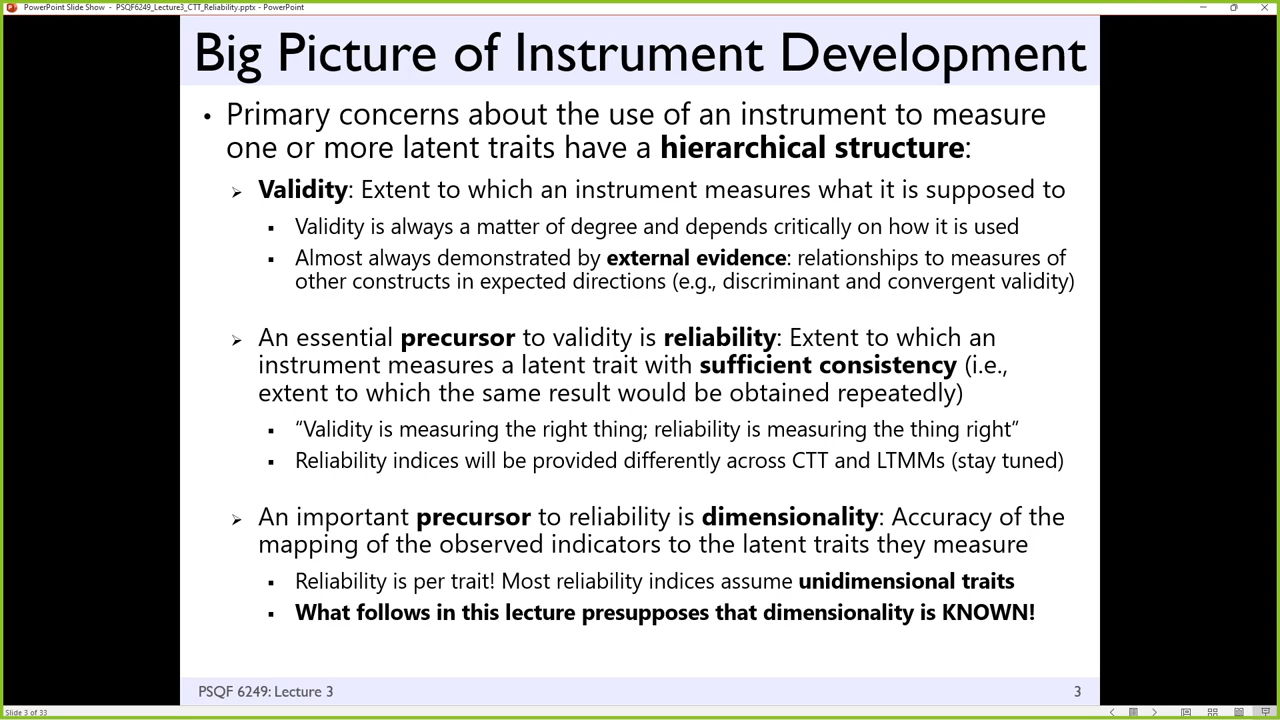 PowerPoint Slide Show - PSQF6249_Lecture3_CTT_Reliability.pptx - PowerPoint
Big Picture of Instrument Development
• Primary concerns about the use of an instrument to measure
one or more latent traits have a hierarchical structure:
➢ Validity: Extent to which an instrument measures what it is supposed to
▪ Validity is always a matter of degree and depends critically on how it is used
▪ Almost always demonstrated by external evidence: relationships to measures of
other constructs in expected directions (e.g., discriminant and convergent validity)
➢ An essential precursor to validity is reliability: Extent to which an
instrument measures a latent trait with sufficient consistency (i.e.,
extent to which the same result would be obtained repeatedly)
▪ “Validity is measuring the right thing; reliability is measuring the thing right”
▪ Reliability indices will be provided differently across CTT and LTMMs (stay tuned)
➢ An important precursor to reliability is dimensionality: Accuracy of the
mapping of the observed indicators to the latent traits they measure
▪ Reliability is per trait! Most reliability indices assume unidimensional traits
▪ What follows in this lecture presupposes that dimensionality is KNOWN!
PSQF 6249: Lecture 3
3
Slide 3 of 33